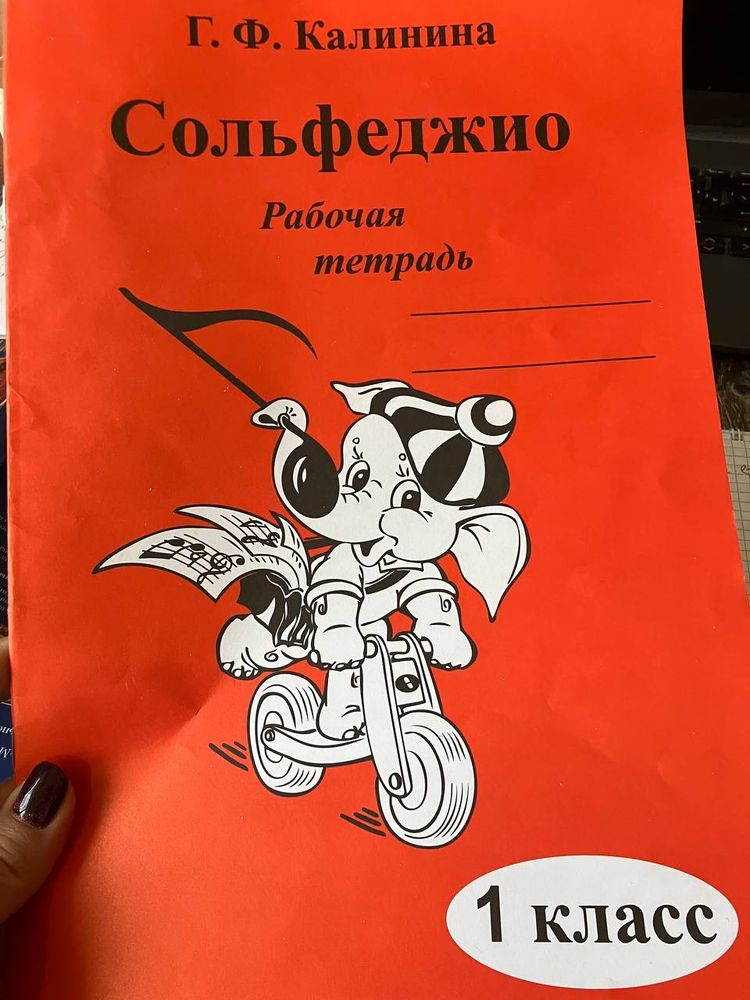 Г. Ф. Калинина
Сольфеджио
Рабочая
тетрадь
1 класс